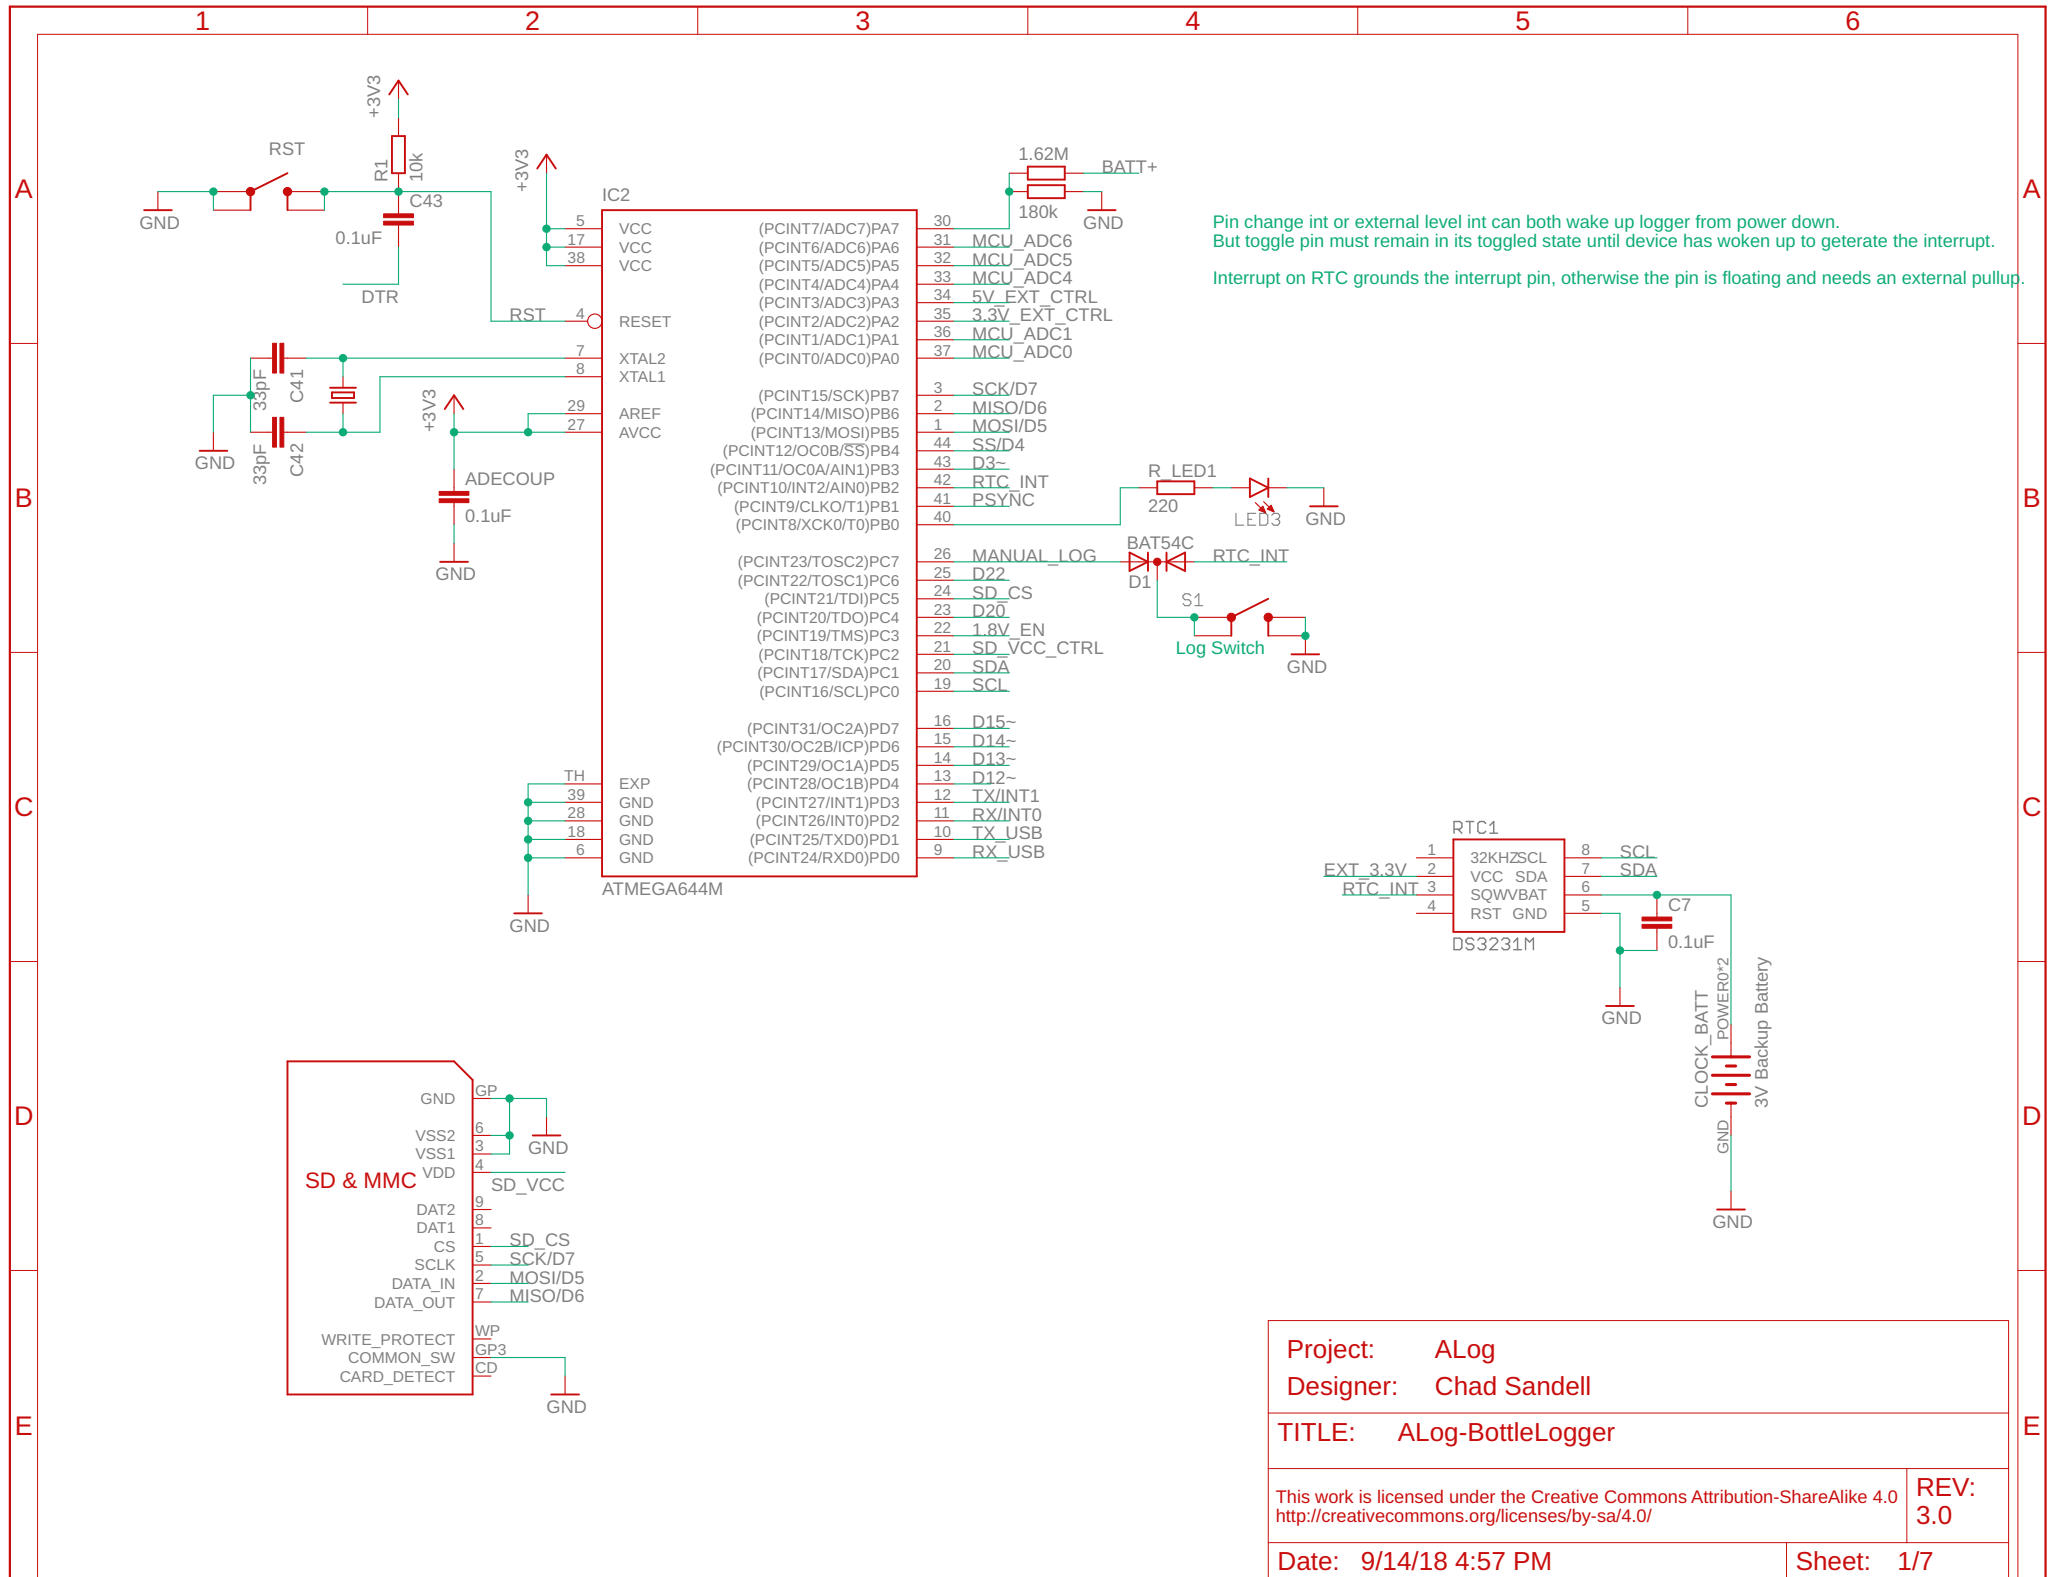 1 2 3 4 5 6
A A
B B
C C
D D
E E
+3V3
R1
10k
RST
GND
C43
0.1uF
DTR
+3V3
RST
33pF
C41
33pF
C42
GND
+3V3
ADECOUP
0.1uF
GND
IC2
5 VCC
17 VCC
38 VCC
4 RESET
7 XTAL2
8 XTAL1
29 AREF
27 AVCC
TH EXP
39 GND
28 GND
18 GND
6 GND
GND
(PCINT7/ADC7)PA7 30
(PCINT6/ADC6)PA6 31 MCU_ADC6
(PCINT5/ADC5)PA5 32 MCU_ADC5
(PCINT4/ADC4)PA4 33 MCU_ADC4
(PCINT3/ADC3)PA3 34 5V_EXT_CTRL
(PCINT2/ADC2)PA2 35 3.3V_EXT_CTRL
(PCINT1/ADC1)PA1 36 MCU_ADC1
(PCINT0/ADC0)PA0 37 MCU_ADC0
(PCINT15/SCK)PB7 3 SCK/D7
(PCINT14/MISO)PB6 2 MISO/D6
(PCINT13/MOSI)PB5 1 MOSI/D5
(PCINT12/OC0B/SS)PB4 44 SS/D4
(PCINT11/OC0A/AIN1)PB3 43 D3~
(PCINT10/INT2/AIN0)PB2 42 RTC_INT
(PCINT9/CLKO/T1)PB1 41 PSYNC
(PCINT8/XCK0/T0)PB0 40
(PCINT23/TOSC2)PC7 26 MANUAL_LOG
(PCINT22/TOSC1)PC6 25 D22
(PCINT21/TDI)PC5 24 SD_CS
(PCINT20/TDO)PC4 23 D20
(PCINT19/TMS)PC3 22 1.8V_EN
(PCINT18/TCK)PC2 21 SD_VCC_CTRL
(PCINT17/SDA)PC1 20 SDA
(PCINT16/SCL)PC0 19 SCL
(PCINT31/OC2A)PD7 16 D15~
(PCINT30/OC2B/ICP)PD6 15 D14~
(PCINT29/OC1A)PD5 14 D13~
(PCINT28/OC1B)PD4 13 D12~
(PCINT27/INT1)PD3 12 TX/INT1
(PCINT26/INT0)PD2 11 RX/INT0
(PCINT25/TXD0)PD1 10 TX_USB
(PCINT24/RXD0)PD0 9 RX_USB
ATMEGA644M
1.62M
BATT+
180k
GND
Pin change int or external level int can both wake up logger from power down.
But toggle pin must remain in its toggled state until device has woken up to geterate the interrupt.
Interrupt on RTC grounds the interrupt pin, otherwise the pin is floating and needs an external pullup.
R_LED1
220
LED3
GND
BAT54C
D1
RTC_INT
S1
Log Switch
GND
RTC1
1 32KHZ SCL 8 SCL
EXT_3.3V 2 VCC SDA 7 SDA
RTC_INT 3 SQW VBAT 6
4 RST GND 5
DS3231M
C7
0.1uF
GND
CLOCK_BATT
POWER0*2
3V Backup Battery
GND
GND
SD & MMC
GND GP
VSS2 6
VSS1 3
VDD 4
GND
SD_VCC
DAT2 9
DAT1 8
CS 1 SD_CS
SCLK 5 SCK/D7
DATA_IN 2 MOSI/D5
DATA_OUT 7 MISO/D6
WRITE_PROTECT WP
COMMON_SW GP3
CARD_DETECT CD
GND
Project: ALog
Designer: Chad Sandell
TITLE: ALog-BottleLogger
This work is licensed under the Creative Commons Attribution-ShareAlike 4.0
http://creativecommons.org/licenses/by-sa/4.0/
REV:
3.0
Date: 9/14/18 4:57 PM
Sheet: 1/7